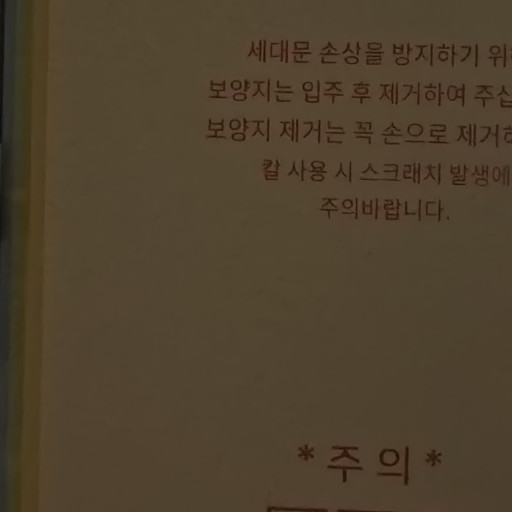 세대문 손상을 방지하기 위
보양지는 입주 후 제거하여 주십
보양지 제거는 꼭 손으로 제거하
칼 사용 시 스크래치 발생에
주의바랍니다.
* 주 의 *